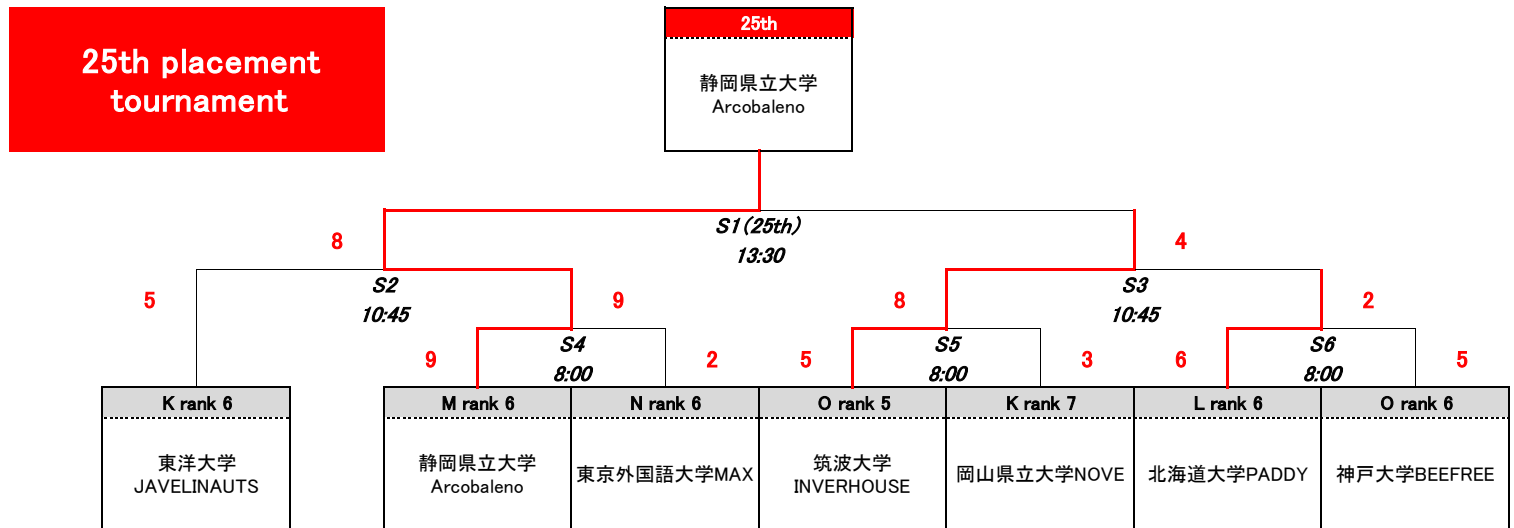 25th placement
tournament
25th
静岡県立大学
Arcobaleno
S1(25th)
13:30
8
4
S2
10:45
S3
10:45
5
9
8
2
S4
8:00
S5
8:00
S6
8:00
9
2
5
3
6
5
K rank 6
M rank 6
N rank 6
O rank 5
K rank 7
L rank 6
O rank 6
東洋大学
JAVELINAUTS
静岡県立大学
Arcobaleno
東京外国語大学MAX
筑波大学
INVERHOUSE
岡山県立大学NOVE
北海道大学PADDY
神戸大学BEEFREE